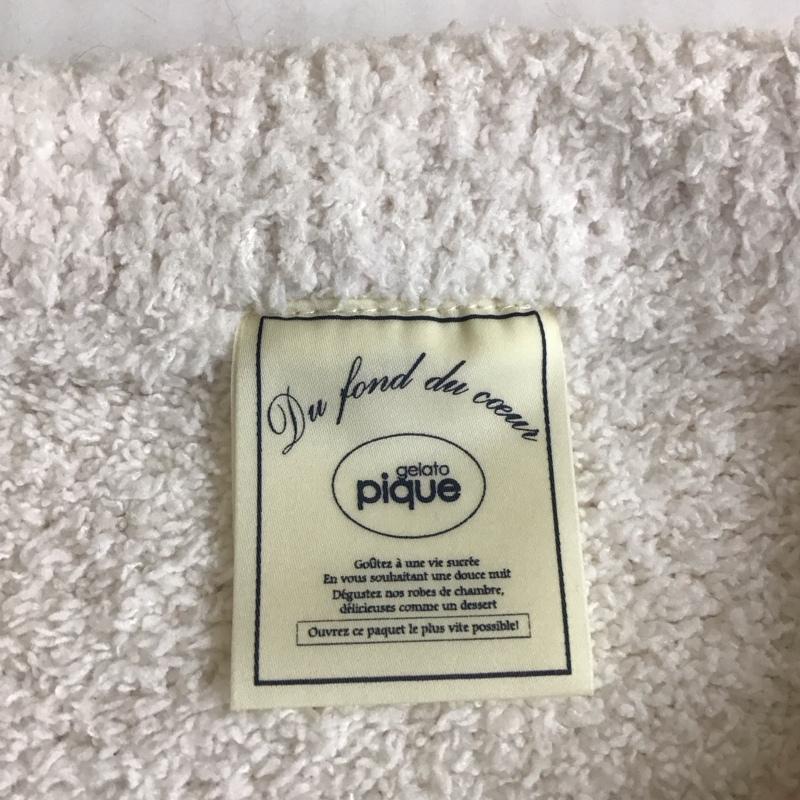 Du fond du cœur
gelato
pique
Goûtez à une vie sucrée
En vous souhaitant une douce nuit
Dégustez nos robes de chambre,
délicieuses comme un dessert
Ouvrez ce paquet le plus vite possible!